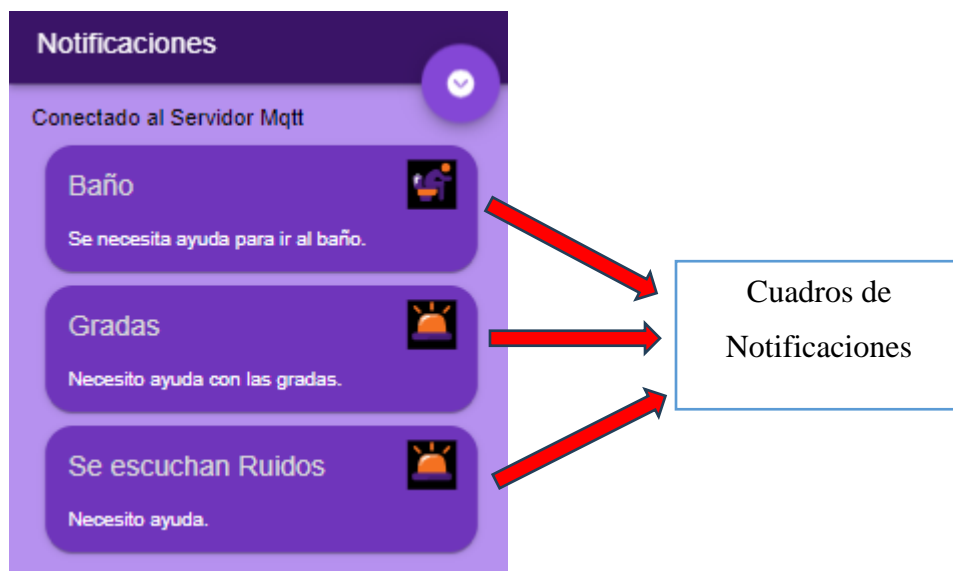 Notificaciones
Conectado al Servidor Mqtt
Baño
Se necesita ayuda para ir al baño.
Gradas
Necesito ayuda con las gradas.
Se escuchan Ruidos
Necesito ayuda.
Cuadros de
Notificaciones